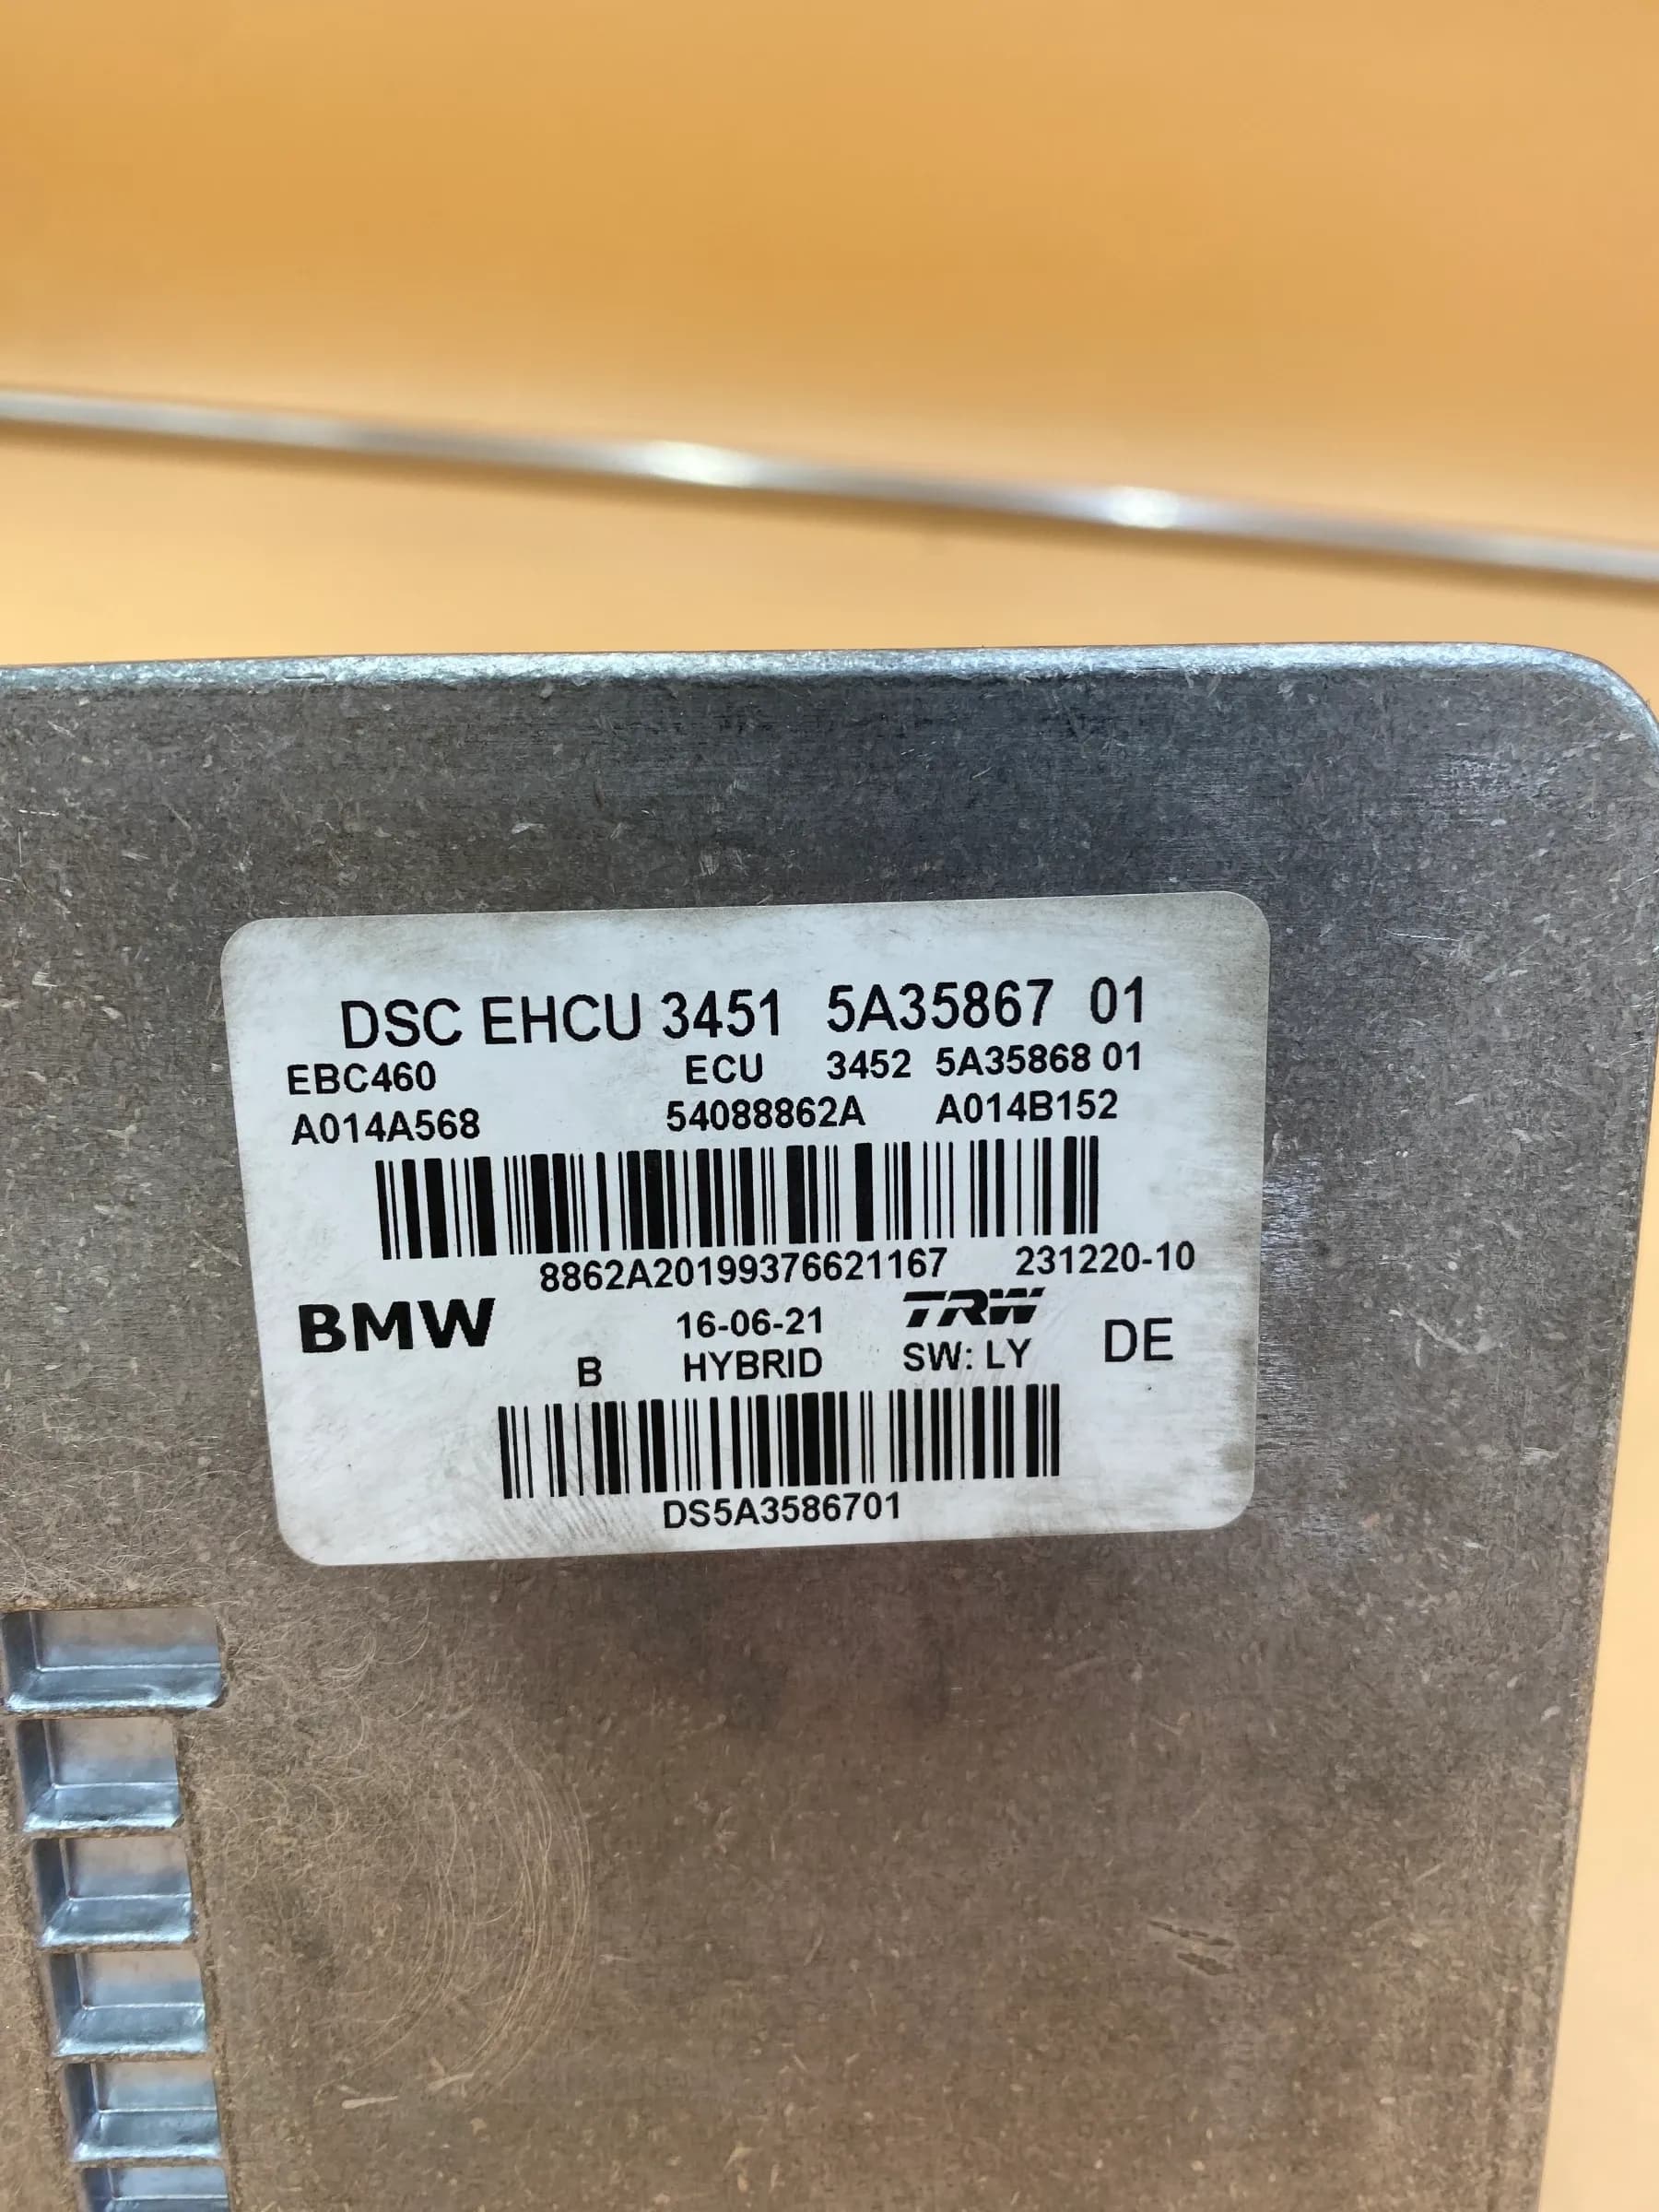 DSC EHCU 3451 5A35867 01
EBC460 ECU 3452 5A35868 01
A014A568 54088862A A014B152
8862A20199376621167 231220-10
BMW 16-06-21 TRW DE
B HYBRID SW: LY
DS5A3586701